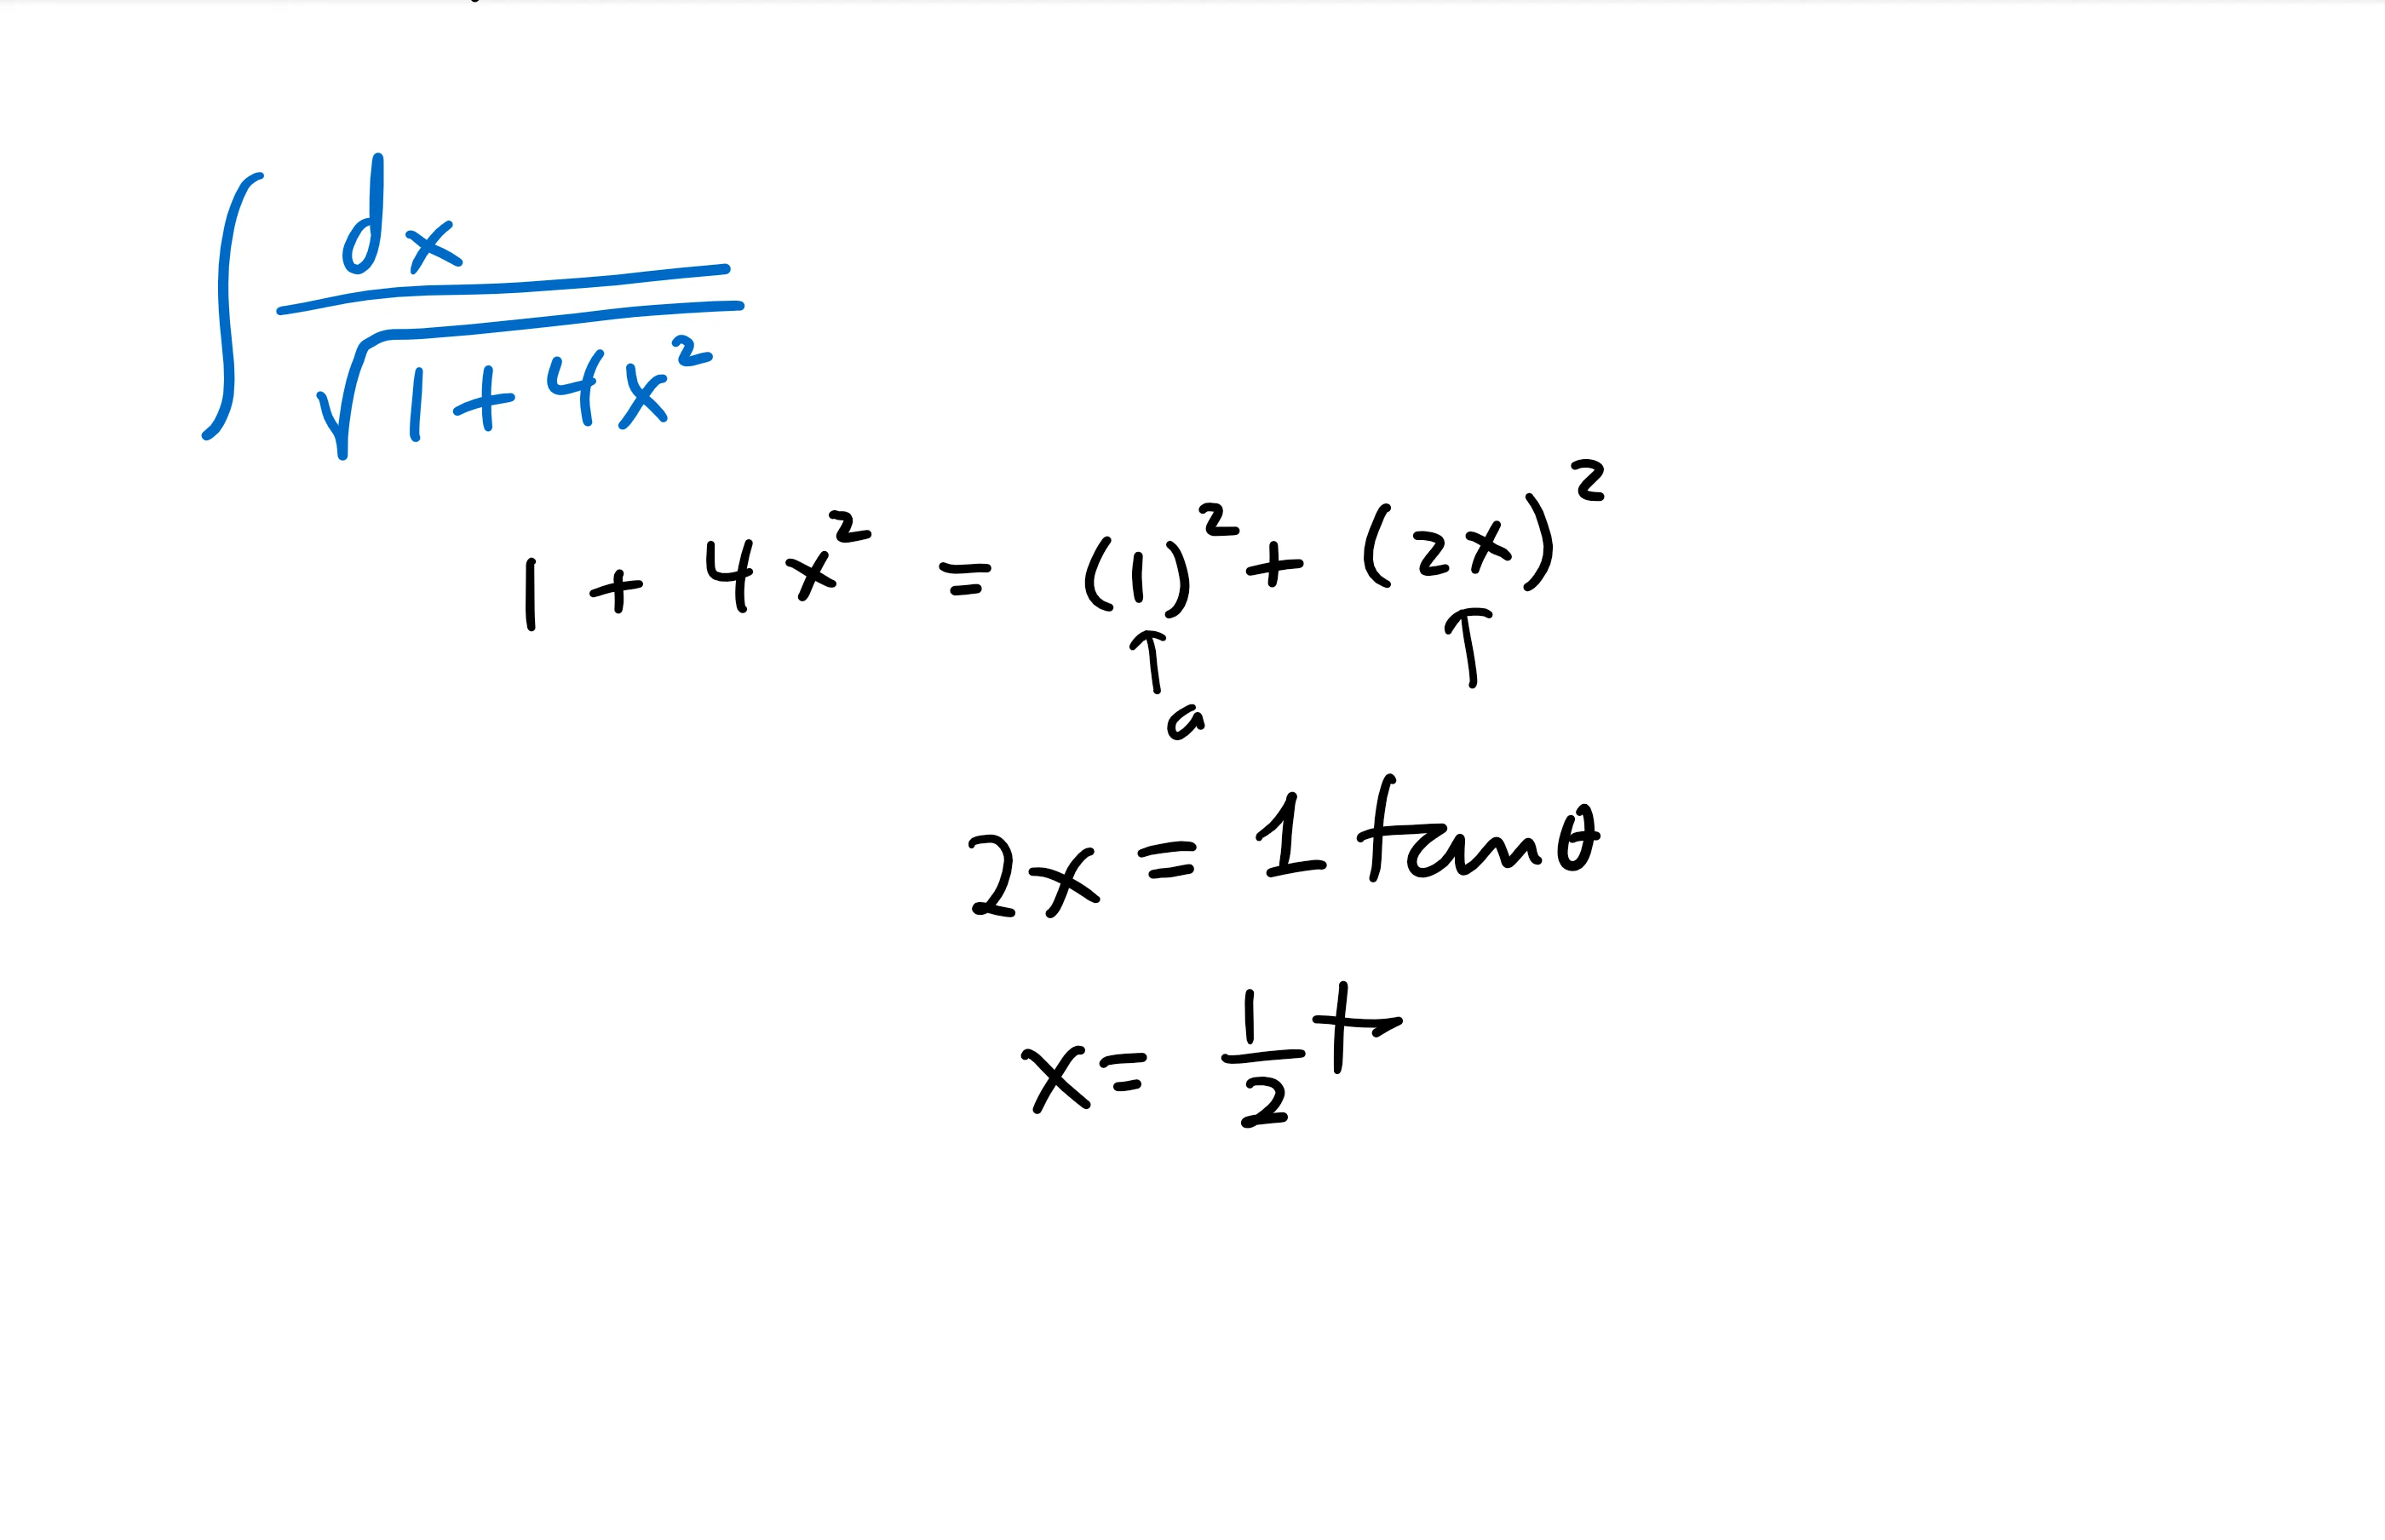 ∫ dx / √(1+4x²)
1 + 4x² = (1)² + (2x)²
↑ ↑
a
2x = 1 tanθ
x = 1/2 t